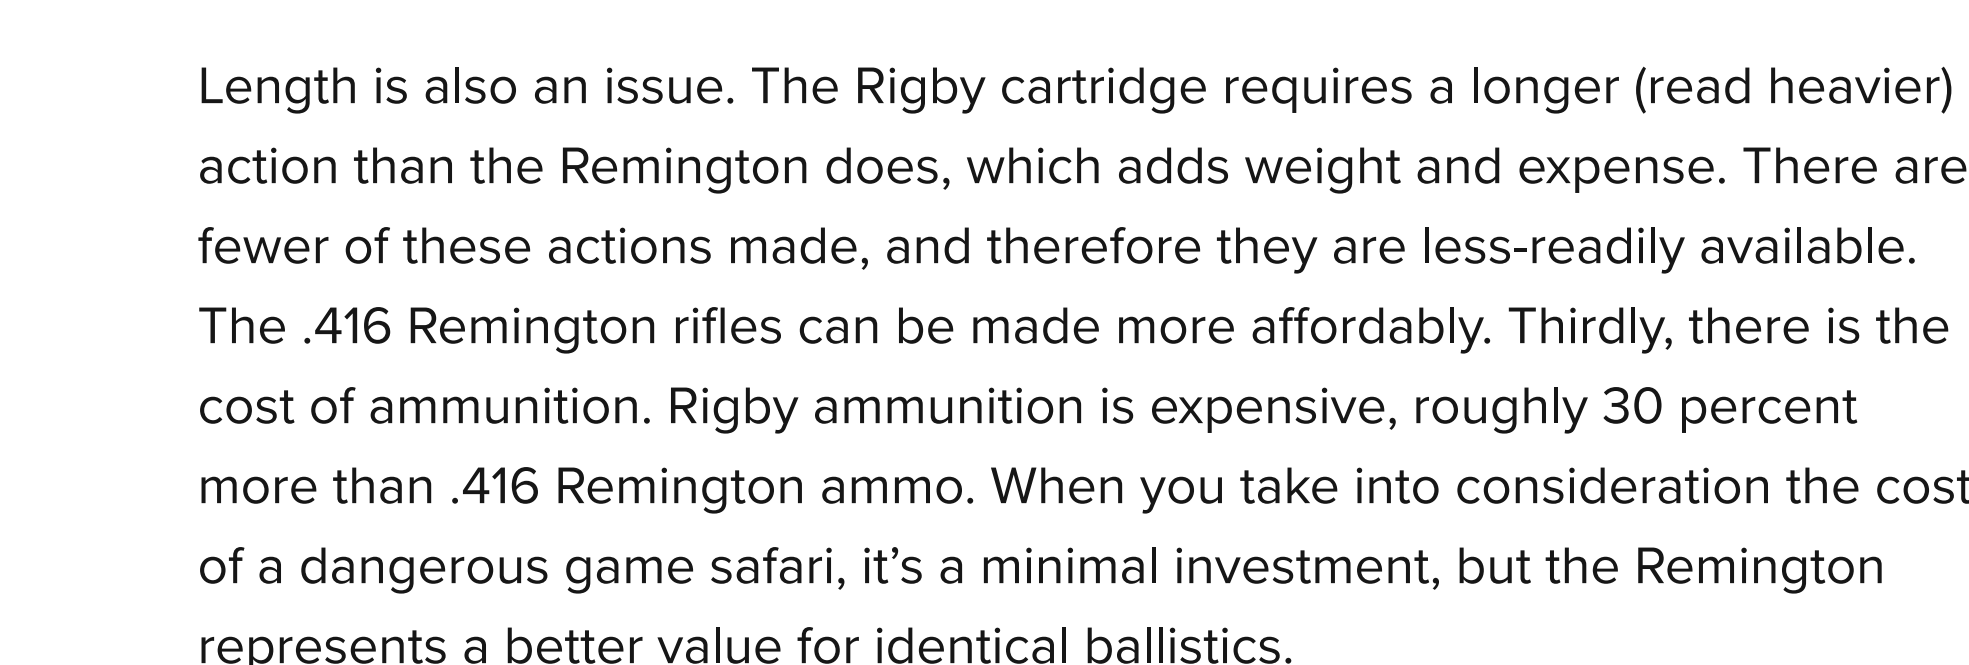 Length is also an issue. The Rigby cartridge requires a longer (read heavier)
action than the Remington does, which adds weight and expense. There are
fewer of these actions made, and therefore they are less-readily available.
The .416 Remington rifles can be made more affordably. Thirdly, there is the
cost of ammunition. Rigby ammunition is expensive, roughly 30 percent
more than .416 Remington ammo. When you take into consideration the cost
of a dangerous game safari, it’s a minimal investment, but the Remington
represents a better value for identical ballistics.